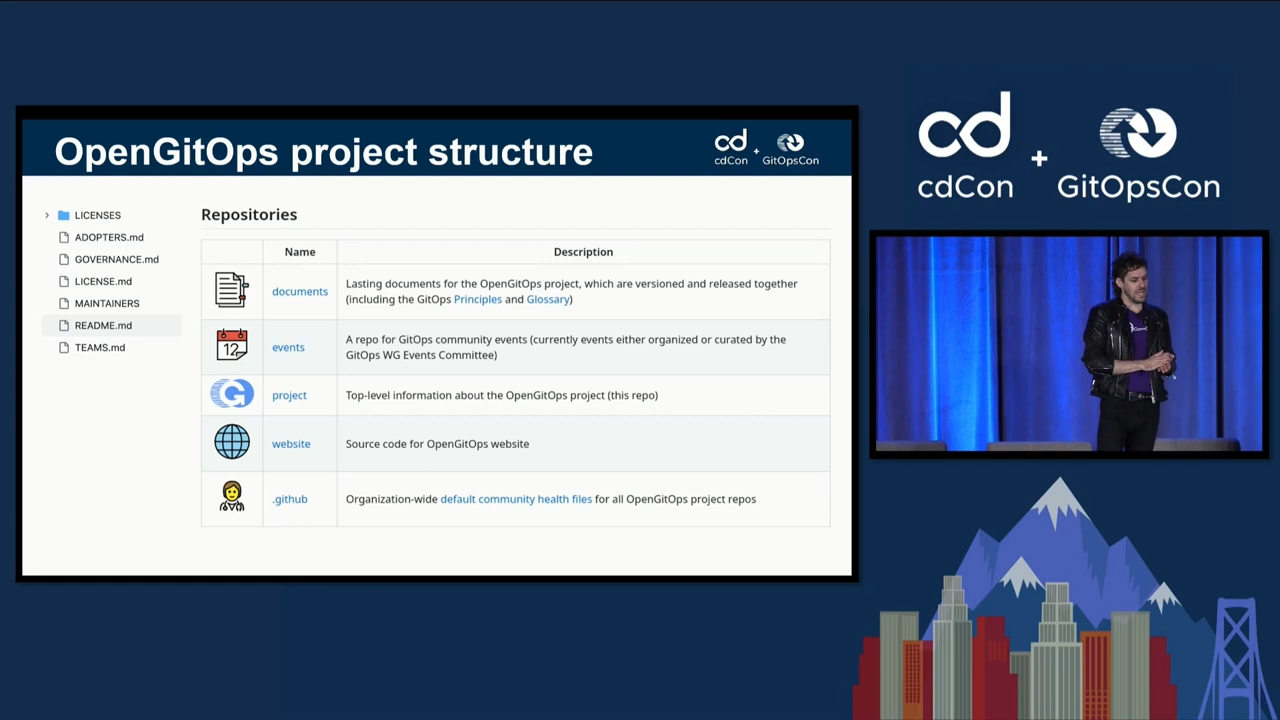 OpenGitOps project structure
cd
cdCon
+
GitOpsCon
LICENSES
ADOPTERS.md
GOVERNANCE.md
LICENSE.md
MAINTAINERS
README.md
TEAMS.md
Repositories
Name
Description
documents
Lasting documents for the OpenGitOps project, which are versioned and released together
(including the GitOps Principles and Glossary)
12
events
A repo for GitOps community events (currently events either organized or curated by the
GitOps WG Events Committee)
G
project
Top-level information about the OpenGitOps project (this repo)
website
Source code for OpenGitOps website
.github
Organization-wide default community health files for all OpenGitOps project repos
cd
cdCon
+
GitOpsCon